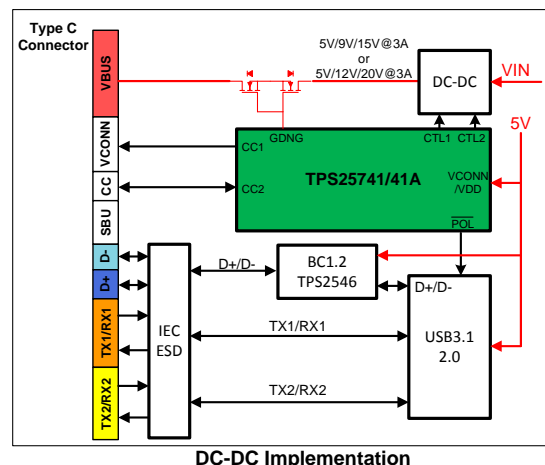 Type C
Connector
5V/9V/15V@3A
or
5V/12V/20V@3A
DC-DC
VIN
VBUS
GDNG
CTL1
CTL2
5V
VCONN
CC1
TPS25741/41A
VCONN
/VDD
CC
CC2
POL
SBU
D-
D+
D+/D-
BC1.2
TPS2546
D+/D-
USB3.1
2.0
IEC
ESD
TX1/RX1
TX1/RX1
TX2/RX2
TX2/RX2
DC-DC Implementation